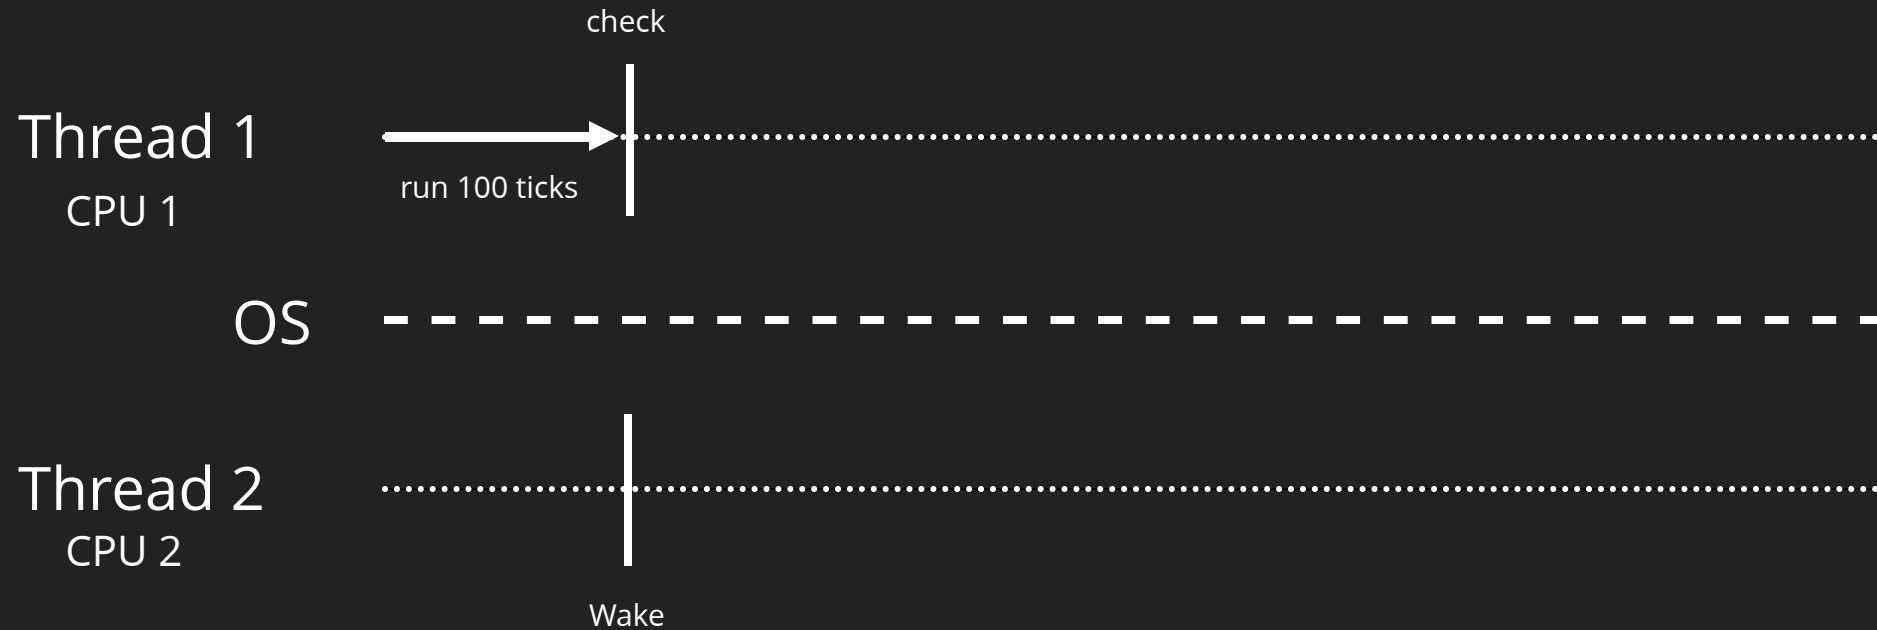 check
Thread 1
run 100 ticks
CPU 1
OS
Thread 2
CPU 2
Wake